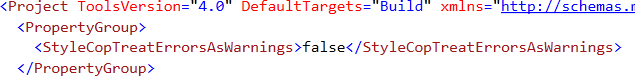 <Project ToolsVersion="4.0" DefaultTargets="Build" xmlns="http://schemas.m
<PropertyGroup>
<StyleCopTreatErrorsAsWarnings>false</StyleCopTreatErrorsAsWarnings>
</PropertyGroup>